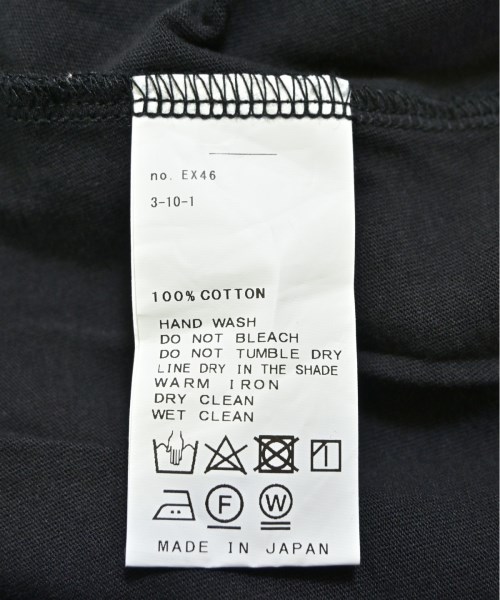 no. EX46
3-10-1
100% COTTON
HAND WASH
DO NOT BLEACH
DO NOT TUMBLE DRY
LINE DRY IN THE SHADE
WARM IRON
DRY CLEAN
WET CLEAN
F W
MADE IN JAPAN